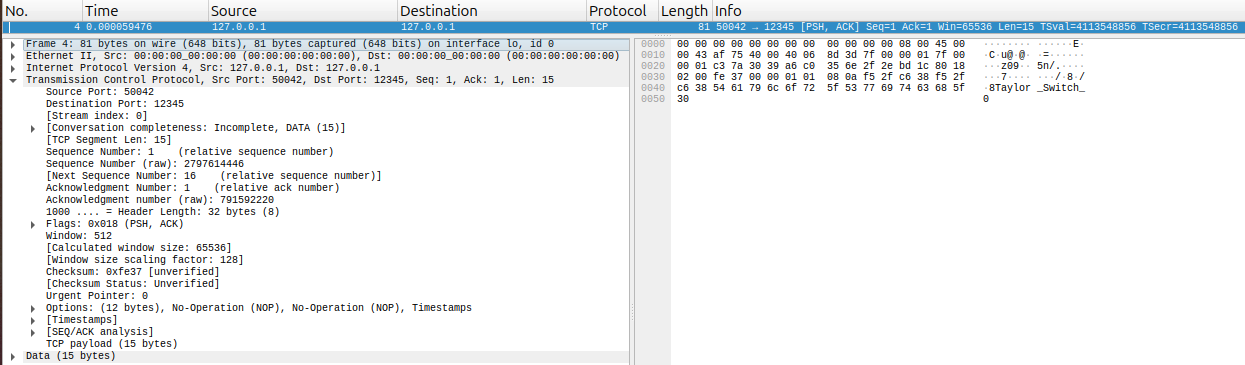 No. Time Source Destination Protocol Length Info
4 0.000059476 127.0.0.1 127.0.0.1 TCP 81 50042 → 12345 [PSH, ACK] Seq=1 Ack=1 Win=65536 Len=15 TSval=4113548856 TSecr=4113548856
Frame 4: 81 bytes on wire (648 bits), 81 bytes captured (648 bits) on interface lo, id 0
Ethernet II, Src: 00:00:00_00:00:00 (00:00:00:00:00:00), Dst: 00:00:00_00:00:00 (00:00:00:00:00:00)
Internet Protocol Version 4, Src: 127.0.0.1, Dst: 127.0.0.1
Transmission Control Protocol, Src Port: 50042, Dst Port: 12345, Seq: 1, Ack: 1, Len: 15
Source Port: 50042
Destination Port: 12345
[Stream index: 0]
[Conversation completeness: Incomplete, DATA (15)]
[TCP Segment Len: 15]
Sequence Number: 1 (relative sequence number)
Sequence Number (raw): 2797614446
[Next Sequence Number: 16 (relative sequence number)]
Acknowledgment Number: 1 (relative ack number)
Acknowledgment number (raw): 791592220
1000 .... = Header Length: 32 bytes (8)
Flags: 0x018 (PSH, ACK)
Window: 512
[Calculated window size: 65536]
[Window size scaling factor: 128]
Checksum: 0xfe37 [unverified]
[Checksum Status: Unverified]
Urgent Pointer: 0
Options: (12 bytes), No-Operation (NOP), No-Operation (NOP), Timestamps
[Timestamps]
[SEQ/ACK analysis]
TCP payload (15 bytes)
Data (15 bytes)
0000 00 00 00 00 00 00 00 00 00 00 00 00 08 00 45 00 ········ ······E·
0010 00 43 af 75 40 00 40 06 8d 3d 7f 00 00 01 7f 00 ·C·u@·@· ·=······
0020 00 01 c3 7a 30 39 a6 c0 35 6e 2f 2e bd 1c 80 18 ···z09·· 5n/.····
0030 02 00 fe 37 00 00 01 01 08 0a f5 2f c6 38 f5 2f ···7···· ···/·8·/
0040 c6 38 54 61 79 6c 6f 72 5f 53 77 69 74 63 68 5f ·8Taylor _Switch_
0050 30 0